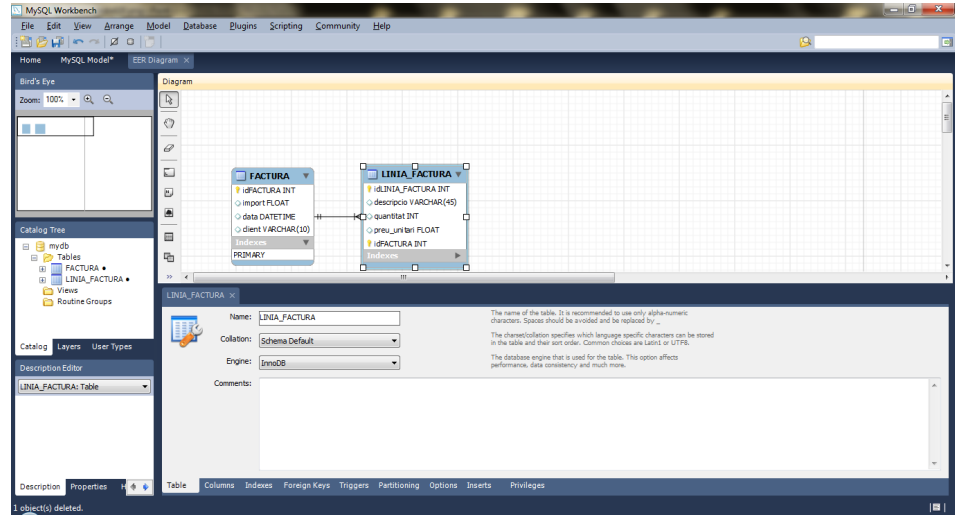 MySQL Workbench
File Edit View Arrange Model Database Plugins Scripting Community Help
Home MySQL Model* EER Diagram ×
Bird's Eye
Zoom: 100%
Diagram
FACTURA
idFACTURA INT
import FLOAT
data DATETIME
client VARCHAR(10)
Indexes
PRIMARY
LINIA_FACTURA
idLINIA_FACTURA INT
descripcio VARCHAR(45)
quantitat INT
preu_unitari FLOAT
idFACTURA INT
Indexes
Catalog Tree
mydb
Tables
FACTURA
LINIA_FACTURA
Views
Routine Groups
Catalog Layers User Types
Description Editor
LINIA_FACTURA: Table
Description Properties H
LINIA_FACTURA ×
Name: LINIA_FACTURA
The name of the table. It is recommended to use only alpha-numeric
characters. Spaces should be avoided and be replaced by _
Collation: Schema Default
The charset/collation specifies which language specific characters can be stored
in the table and their sort order. Common choices are Latin1 or UTF8.
Engine: InnoDB
The database engine that is used for the table. This option affects
performance, data consistency and much more.
Comments:
Table Columns Indexes Foreign Keys Triggers Partitioning Options Inserts Privileges
1 object(s) deleted.